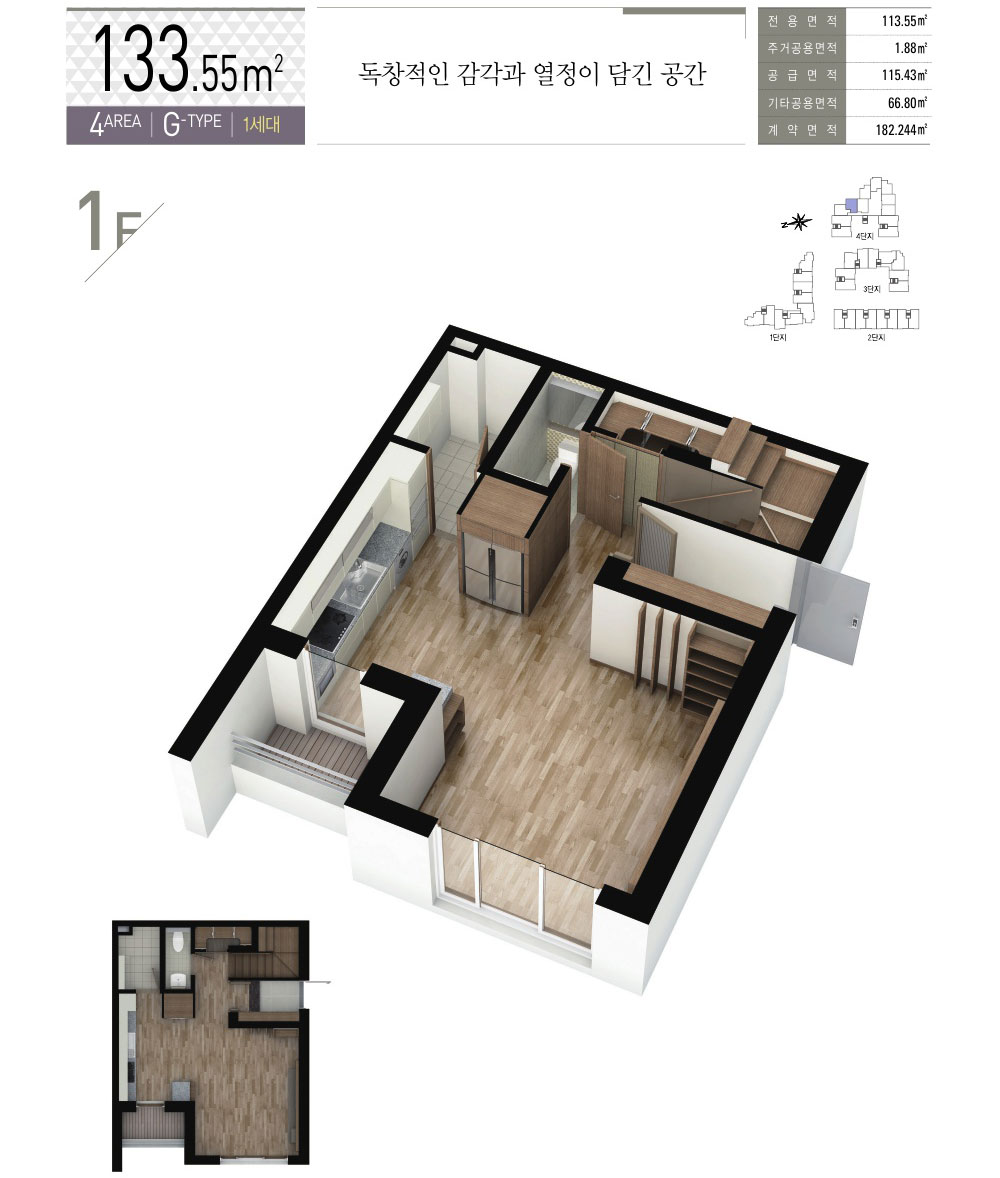 133.55m²
4AREA | G-TYPE | 1세대
독창적인 감각과 열정이 담긴 공간
전용면적 113.55㎡
주거공용면적 1.88㎡
공급면적 115.43㎡
기타공용면적 66.80㎡
계약면적 182.244㎡
1F
z
4단지
3단지
1단지
2단지